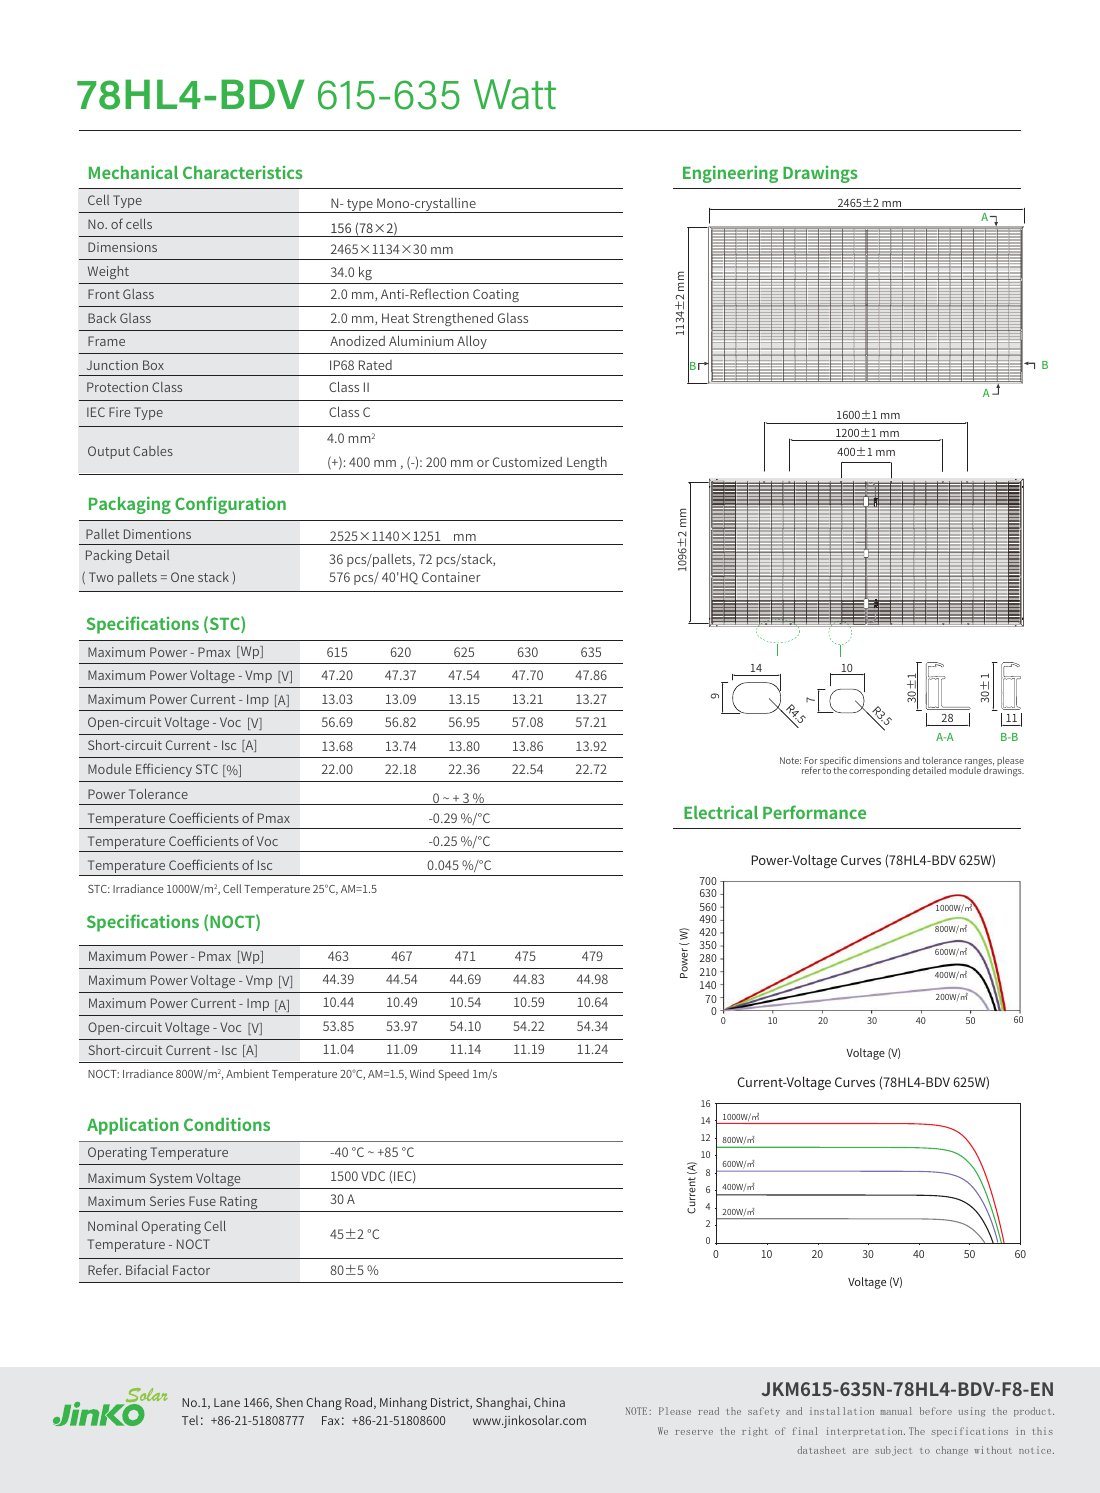 78HL4-BDV 615-635 Watt
Mechanical Characteristics
Cell Type N- type Mono-crystalline
No. of cells 156 (78×2)
Dimensions 2465×1134×30 mm
Weight 34.0 kg
Front Glass 2.0 mm, Anti-Reflection Coating
Back Glass 2.0 mm, Heat Strengthened Glass
Frame Anodized Aluminium Alloy
Junction Box IP68 Rated
Protection Class Class II
IEC Fire Type Class C
Output Cables 4.0 mm²
(+): 400 mm , (-): 200 mm or Customized Length
Packaging Configuration
Pallet Dimentions 2525×1140×1251 mm
Packing Detail
( Two pallets = One stack )
36 pcs/pallets, 72 pcs/stack,
576 pcs/ 40'HQ Container
Specifications (STC)
Maximum Power - Pmax [Wp] 615 620 625 630 635
Maximum Power Voltage - Vmp [V] 47.20 47.37 47.54 47.70 47.86
Maximum Power Current - Imp [A] 13.03 13.09 13.15 13.21 13.27
Open-circuit Voltage - Voc [V] 56.69 56.82 56.95 57.08 57.21
Short-circuit Current - Isc [A] 13.68 13.74 13.80 13.86 13.92
Module Efficiency STC [%] 22.00 22.18 22.36 22.54 22.72
Power Tolerance 0 ~ + 3 %
Temperature Coefficients of Pmax -0.29 %/°C
Temperature Coefficients of Voc -0.25 %/°C
Temperature Coefficients of Isc 0.045 %/°C
STC: Irradiance 1000W/m², Cell Temperature 25°C, AM=1.5
Specifications (NOCT)
Maximum Power - Pmax [Wp] 463 467 471 475 479
Maximum Power Voltage - Vmp [V] 44.39 44.54 44.69 44.83 44.98
Maximum Power Current - Imp [A] 10.44 10.49 10.54 10.59 10.64
Open-circuit Voltage - Voc [V] 53.85 53.97 54.10 54.22 54.34
Short-circuit Current - Isc [A] 11.04 11.09 11.14 11.19 11.24
NOCT: Irradiance 800W/m², Ambient Temperature 20°C, AM=1.5, Wind Speed 1m/s
Application Conditions
Operating Temperature -40 °C ~ +85 °C
Maximum System Voltage 1500 VDC (IEC)
Maximum Series Fuse Rating 30 A
Nominal Operating Cell
Temperature - NOCT
45±2 °C
Refer. Bifacial Factor 80±5 %
Engineering Drawings
2465±2 mm
A
1134±2 mm
B B
A
1600±1 mm
1200±1 mm
400±1 mm
1096±2 mm
14 10
9 R4.5 7 R3.5 30±1 30±1
28 11
A-A B-B
Note: For specific dimensions and tolerance ranges, please
refer to the corresponding detailed module drawings.
Electrical Performance
Power-Voltage Curves (78HL4-BDV 625W)
Power ( W)
700
630
560
490
420
350
280
210
140
70
0
1000W/㎡
800W/㎡
600W/㎡
400W/㎡
200W/㎡
0 10 20 30 40 50 60
Voltage (V)
Current-Voltage Curves (78HL4-BDV 625W)
Current (A)
16
14
12
10
8
6
4
2
0
1000W/㎡
800W/㎡
600W/㎡
400W/㎡
200W/㎡
0 10 20 30 40 50 60
Voltage (V)
JinKO Solar
No.1, Lane 1466, Shen Chang Road, Minhang District, Shanghai, China
Tel：+86-21-51808777 Fax：+86-21-51808600 www.jinkosolar.com
JKM615-635N-78HL4-BDV-F8-EN
NOTE: Please read the safety and installation manual before using the product.
We reserve the right of final interpretation.The specifications in this
datasheet are subject to change without notice.